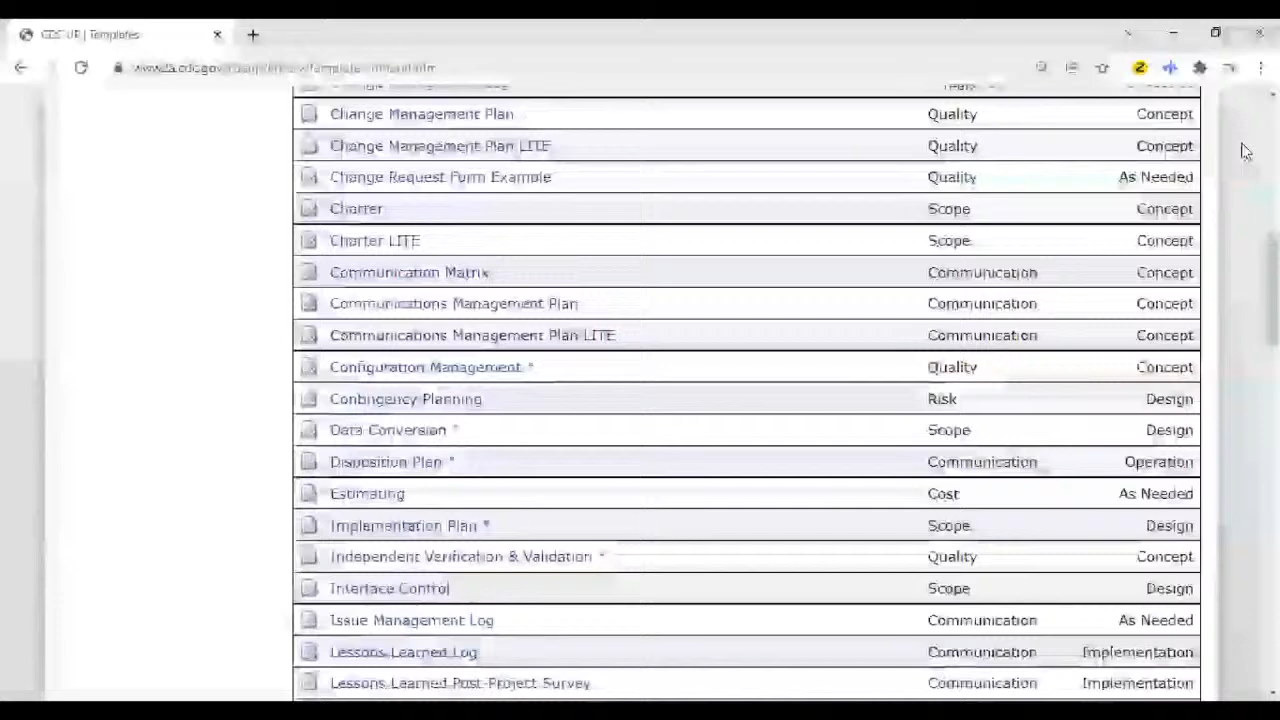 CDC UP | Templates
Change Management Plan Quality Concept
Change Management Plan LITE Quality Concept
Change Request Form Example Quality As Needed
Charter Scope Concept
Charter LITE Scope Concept
Communication Matrix Communication Concept
Communications Management Plan Communication Concept
Communications Management Plan LITE Communication Concept
Configuration Management * Quality Concept
Contingency Planning Risk Design
Data Conversion * Scope Design
Disposition Plan * Communication Operation
Estimating Cost As Needed
Implementation Plan * Scope Design
Independent Verification & Validation * Quality Concept
Interface Control Scope Design
Issue Management Log Communication As Needed
Lessons Learned Log Communication Implementation
Lessons Learned Post-Project Survey Communication Implementation